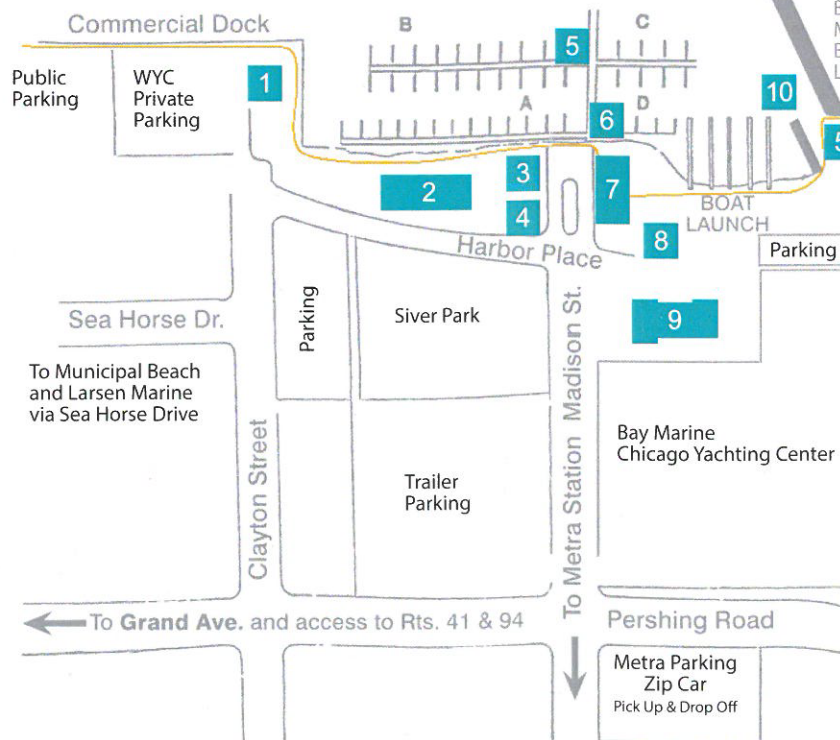 Commercial Dock
B
C
5
10
Public
Parking
WYC
Private
Parking
1
A
D
6
5
3
2
7
4
BOAT
LAUNCH
8
Harbor Place
Parking
Parking
Siver Park
Sea Horse Dr.
9
To Municipal Beach
and Larsen Marine
via Sea Horse Drive
Clayton Street
Trailer
Parking
To Metra Station Madison St.
Bay Marine
Chicago Yachting Center
To Grand Ave. and access to Rts. 41 & 94
Pershing Road
Metra Parking
Zip Car
Pick Up & Drop Off